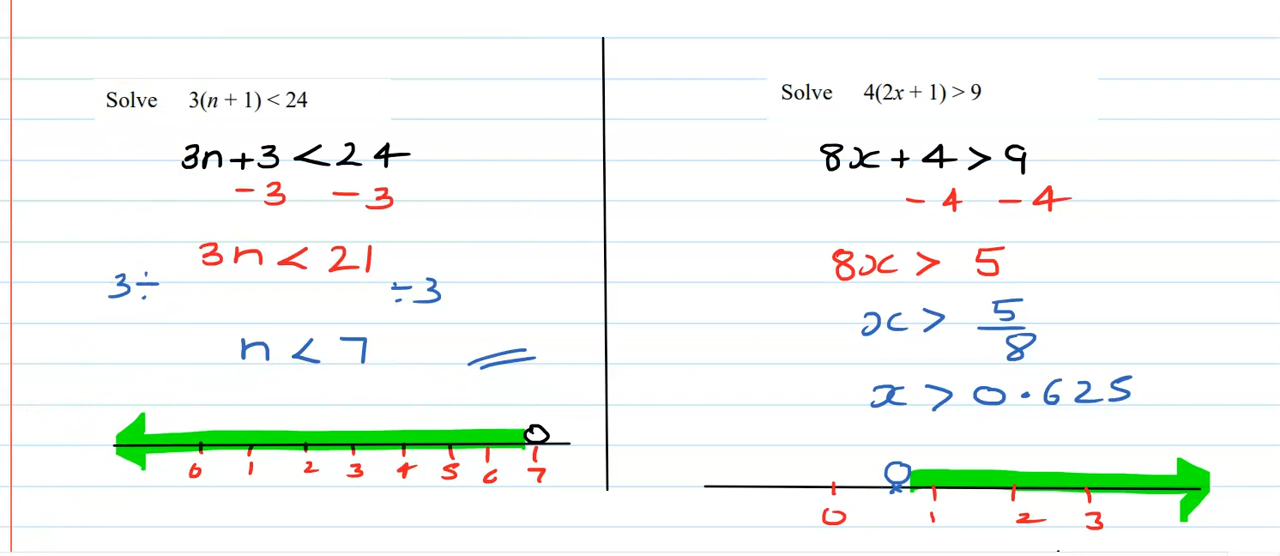 Solve 3(n + 1) < 24
3n+3 < 24
-3 -3
3n < 21
3÷ ÷3
n < 7
0 1 2 3 4 5 6 7
Solve 4(2x + 1) > 9
8x + 4 > 9
-4 -4
8x > 5
x > 5/8
x > 0.625
0 1 2 3